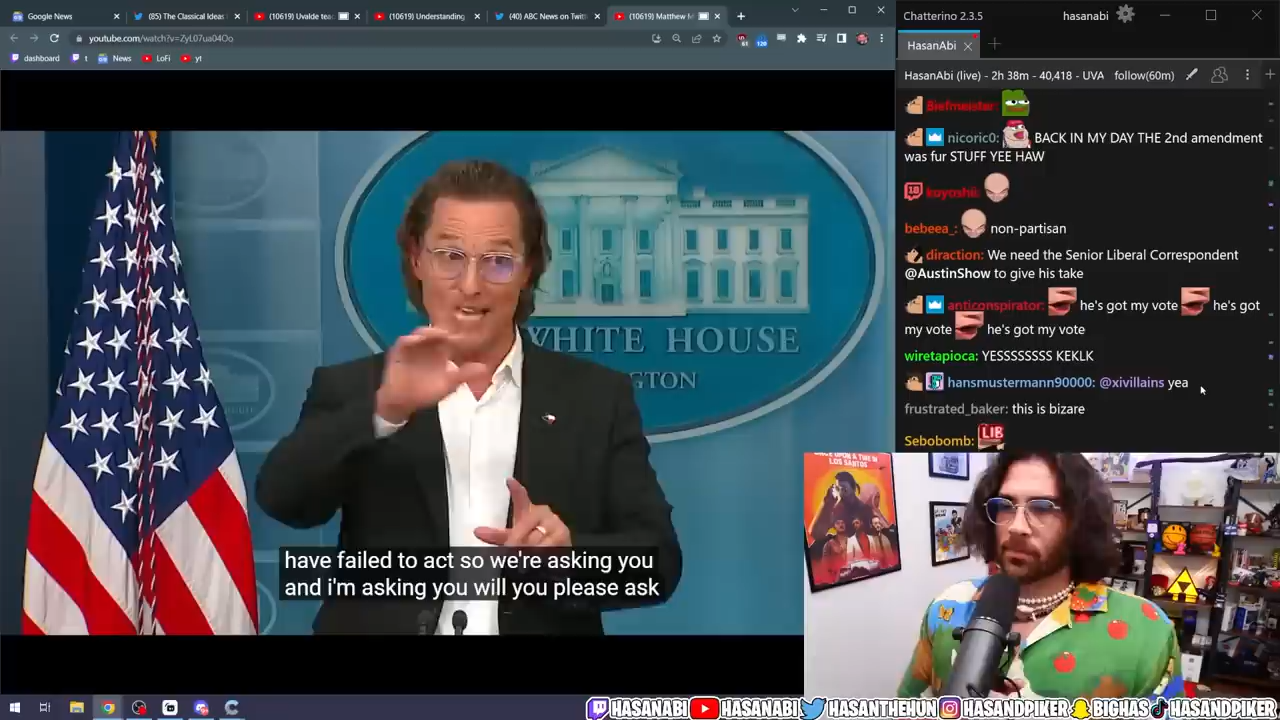 Google News
(85) The Classical Ideas
(10619) Uvalde tea
(10619) Understanding
(40) ABC News on Twitt
(10619) Matthew M
youtube.com/watch?v=ZyL07ua04Oo
dashboard
t
News
LoFi
yt
WHITE HOUSE
NGTON
have failed to act so we're asking you
and i'm asking you will you please ask
Chatterino 2.3.5
hasanabi
HasanAbi
HasanAbi (live) - 2h 38m - 40,418 - UVA
follow(60m)
Biefmeister:
nicoric0: BACK IN MY DAY THE 2nd amendment
was fur STUFF YEE HAW
koyoshii:
bebeea_: non-partisan
diraction: We need the Senior Liberal Correspondent
@AustinShow to give his take
anticonspirator: he's got my vote he's got
my vote he's got my vote
wiretapioca: YESSSSSSSS KEKLK
hansmustermann90000: @xivillains yea
frustrated_baker: this is bizare
Sebobomb: LIB
LOS SANTOS
HASANABI HASANABI HASANTHEHUN HASANDPIKER BIGHAS HASANDPIKER